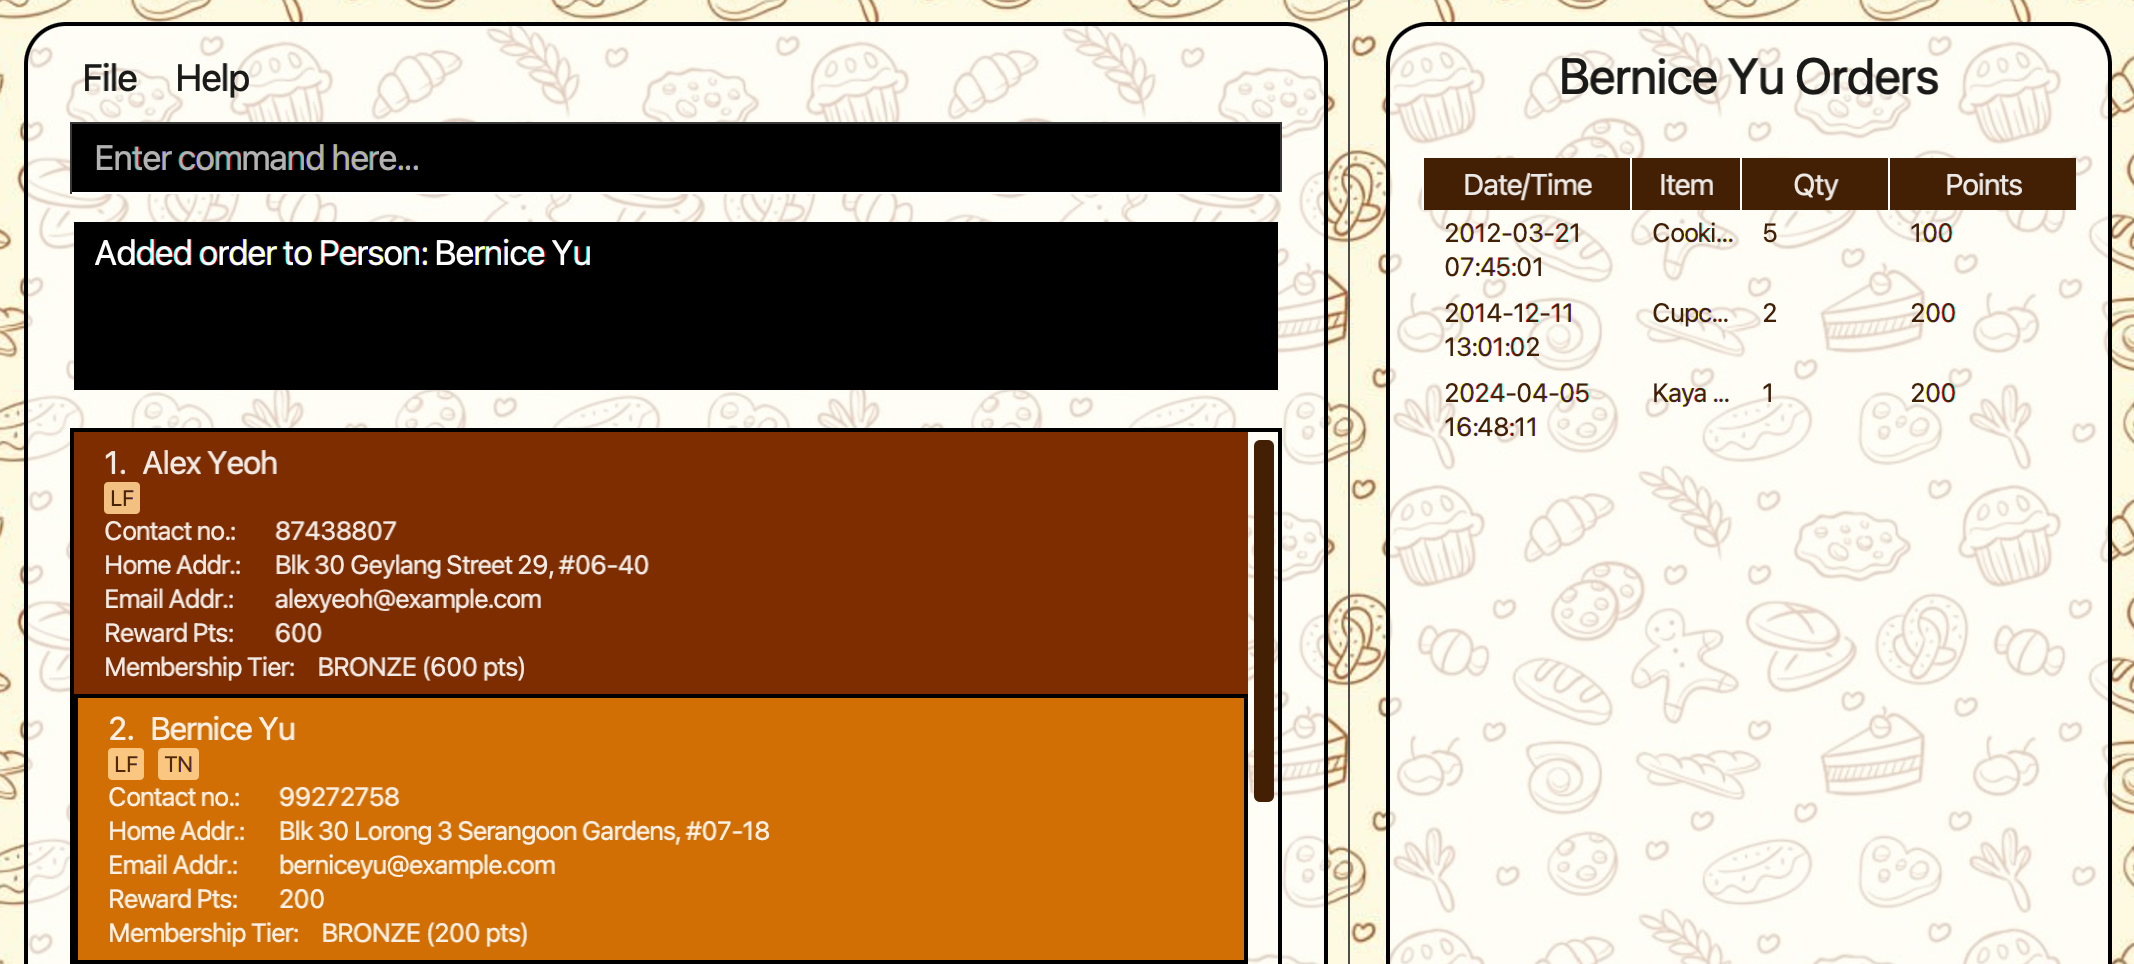 File Help
Enter command here...
Added order to Person: Bernice Yu
1. Alex Yeoh
LF
Contact no.: 87438807
Home Addr.: Blk 30 Geylang Street 29, #06-40
Email Addr.: alexyeoh@example.com
Reward Pts: 600
Membership Tier: BRONZE (600 pts)
2. Bernice Yu
LF TN
Contact no.: 99272758
Home Addr.: Blk 30 Lorong 3 Serangoon Gardens, #07-18
Email Addr.: berniceyu@example.com
Reward Pts: 200
Membership Tier: BRONZE (200 pts)
Bernice Yu Orders
Date/Time Item Qty Points
2012-03-21 Cooki... 5 100
07:45:01
2014-12-11 Cupc... 2 200
13:01:02
2024-04-05 Kaya ... 1 200
16:48:11